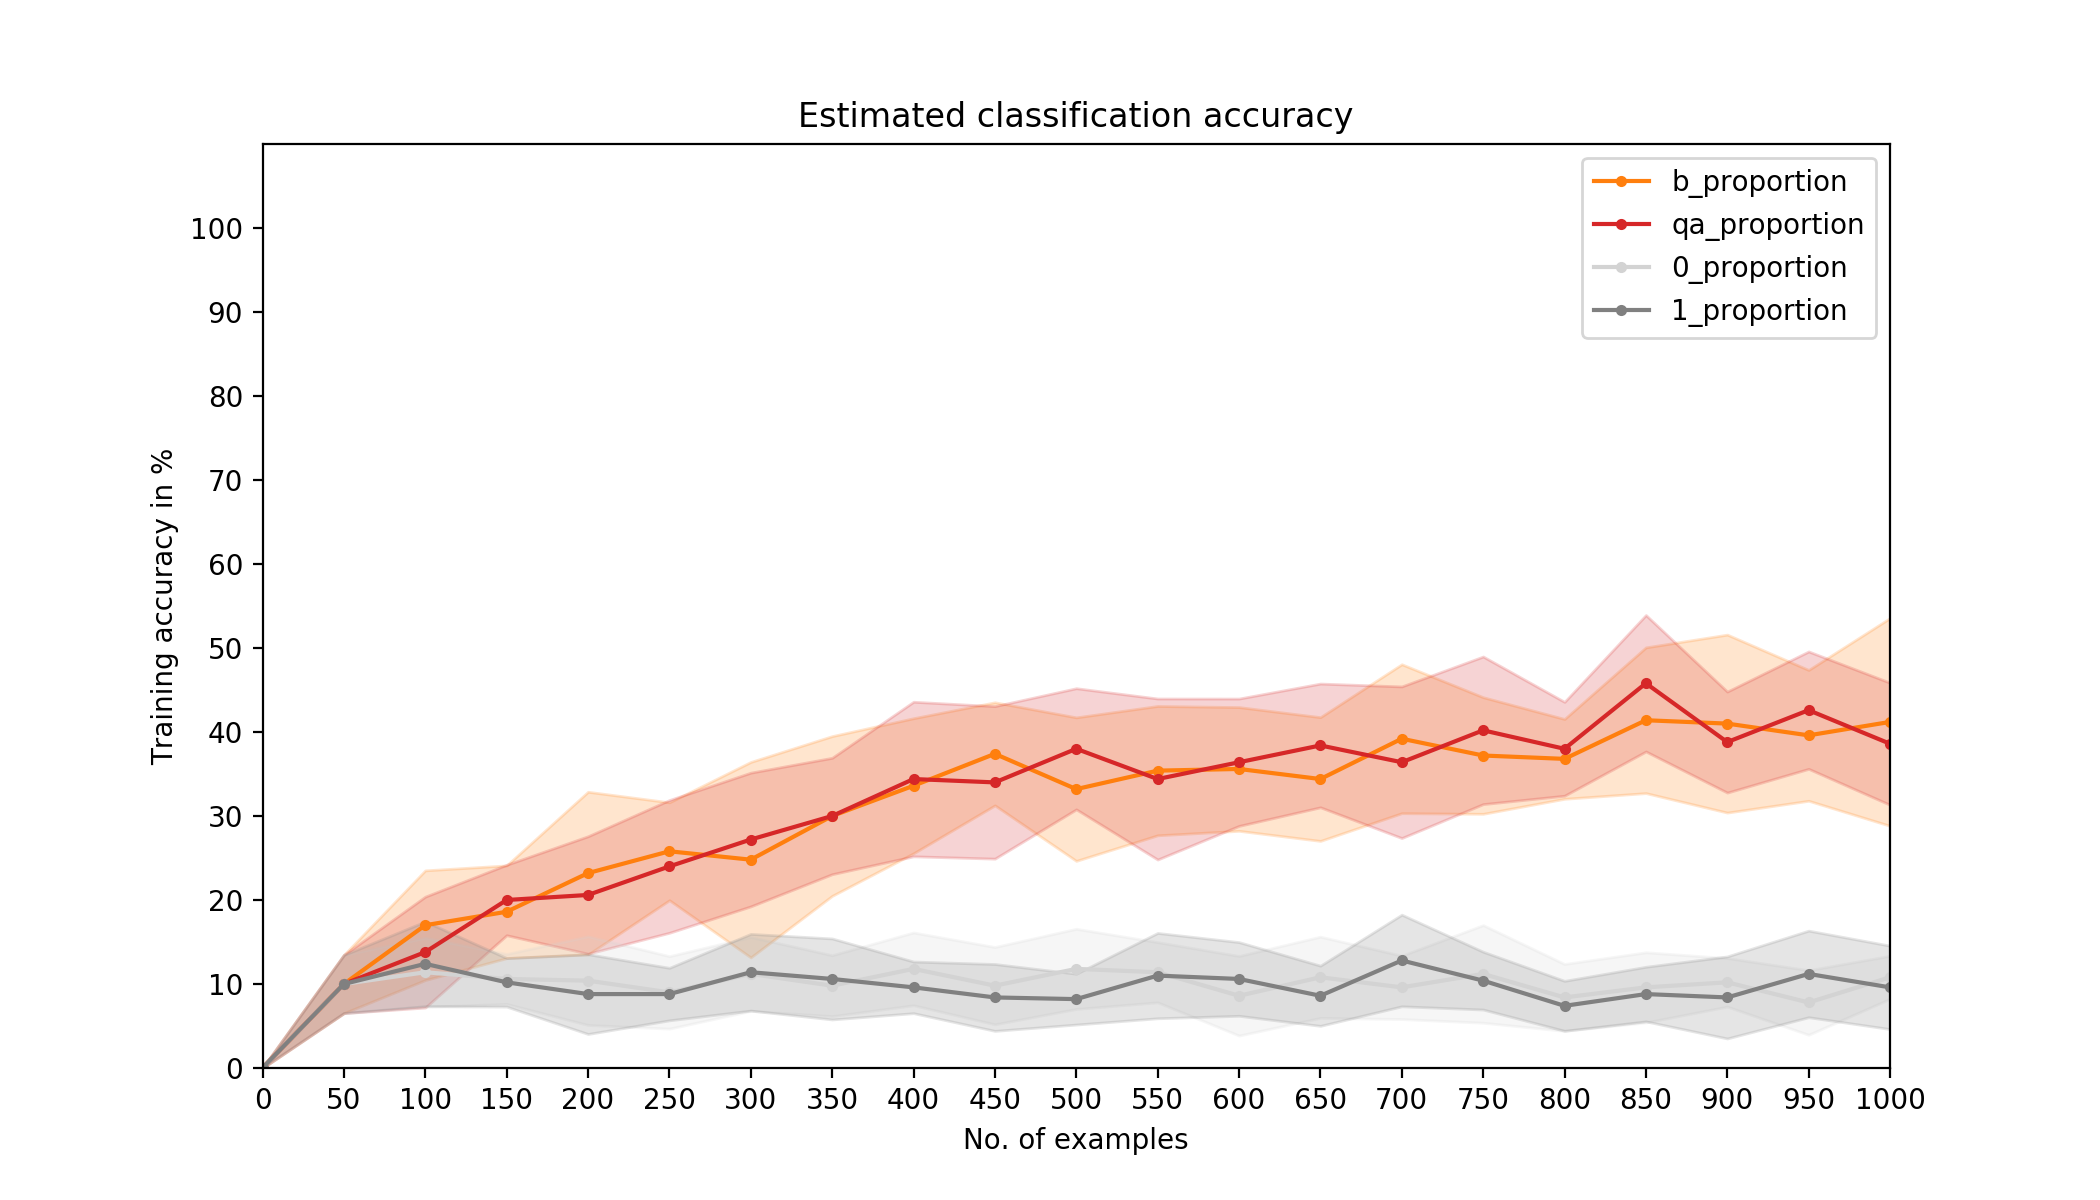 Estimated classification accuracy
b_proportion
qa_proportion
0_proportion
1_proportion
Training accuracy in %
100
90
80
70
60
50
40
30
20
10
0
0 50 100 150 200 250 300 350 400 450 500 550 600 650 700 750 800 850 900 950 1000
No. of examples